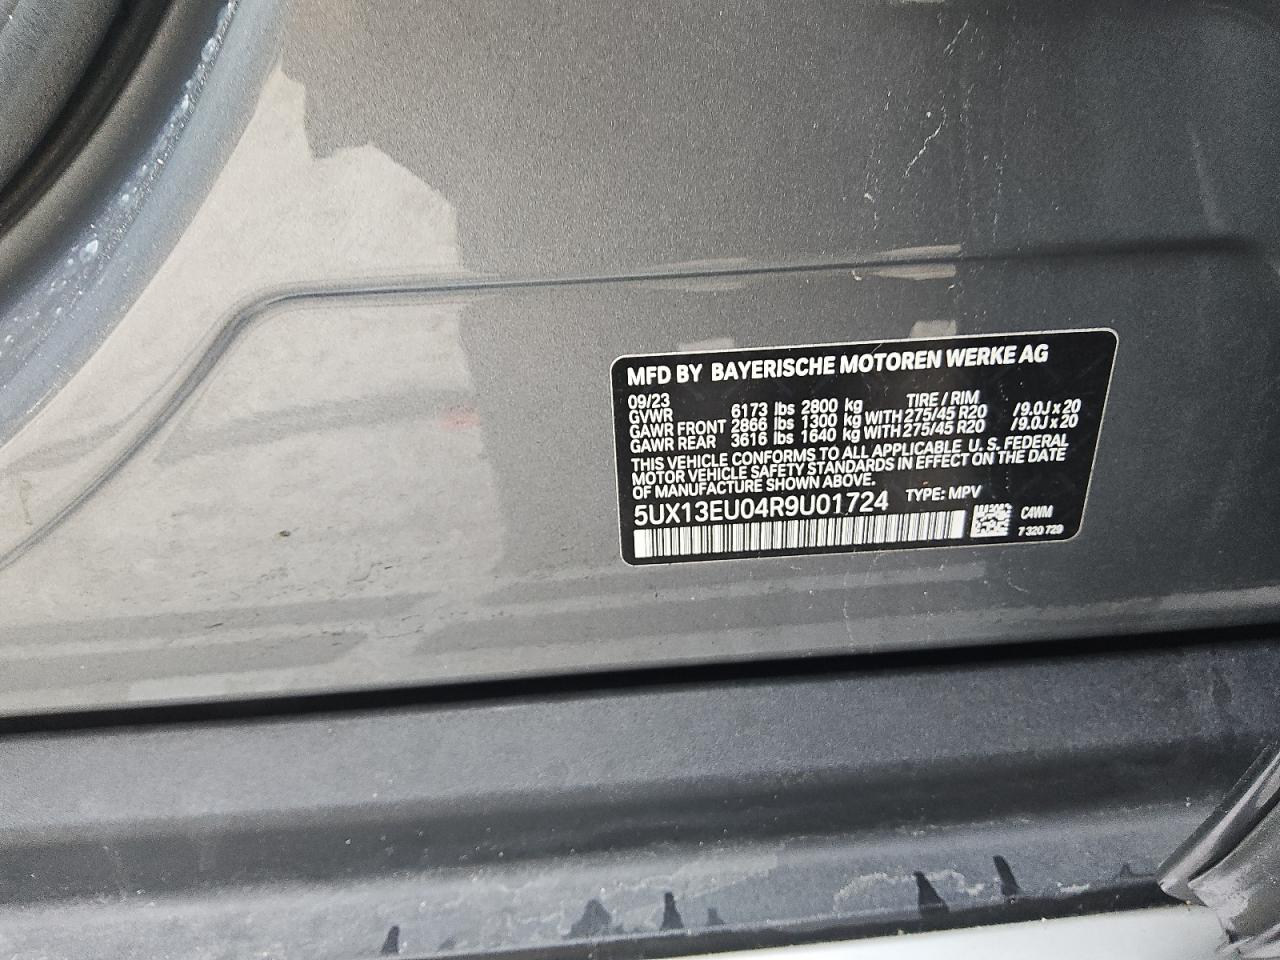 MFD BY BAYERISCHE MOTOREN WERKE AG
09/23 TIRE / RIM
GVWR 6173 lbs 2800 kg
GAWR FRONT 2866 lbs 1300 kg WITH 275/45 R20 /9.0J x 20
GAWR REAR 3616 lbs 1640 kg WITH 275/45 R20 /9.0J x 20
THIS VEHICLE CONFORMS TO ALL APPLICABLE U. S. FEDERAL
MOTOR VEHICLE SAFETY STANDARDS IN EFFECT ON THE DATE
OF MANUFACTURE SHOWN ABOVE.
5UX13EU04R9U01724 TYPE: MPV
C4WM
7 320 729